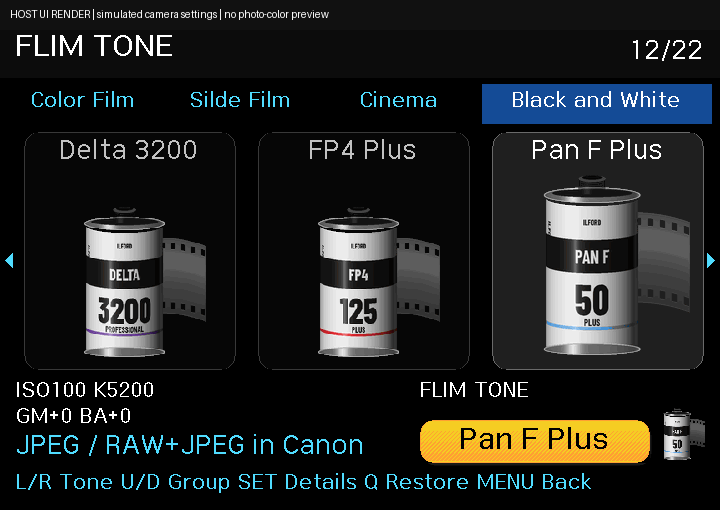 HOST UI RENDER | simulated camera settings | no photo-color preview
FLIM TONE
12/22
Color Film
Silde Film
Cinema
Black and White
Delta 3200
FP4 Plus
Pan F Plus
ILFORD
DELTA
3200
PROFESSIONAL
ILFORD
FP4
125
PLUS
ILFORD
PAN F
50
PLUS
ISO100 K5200
FLIM TONE
GM+0 BA+0
JPEG / RAW+JPEG in Canon
Pan F Plus
50
L/R Tone U/D Group SET Details Q Restore MENU Back